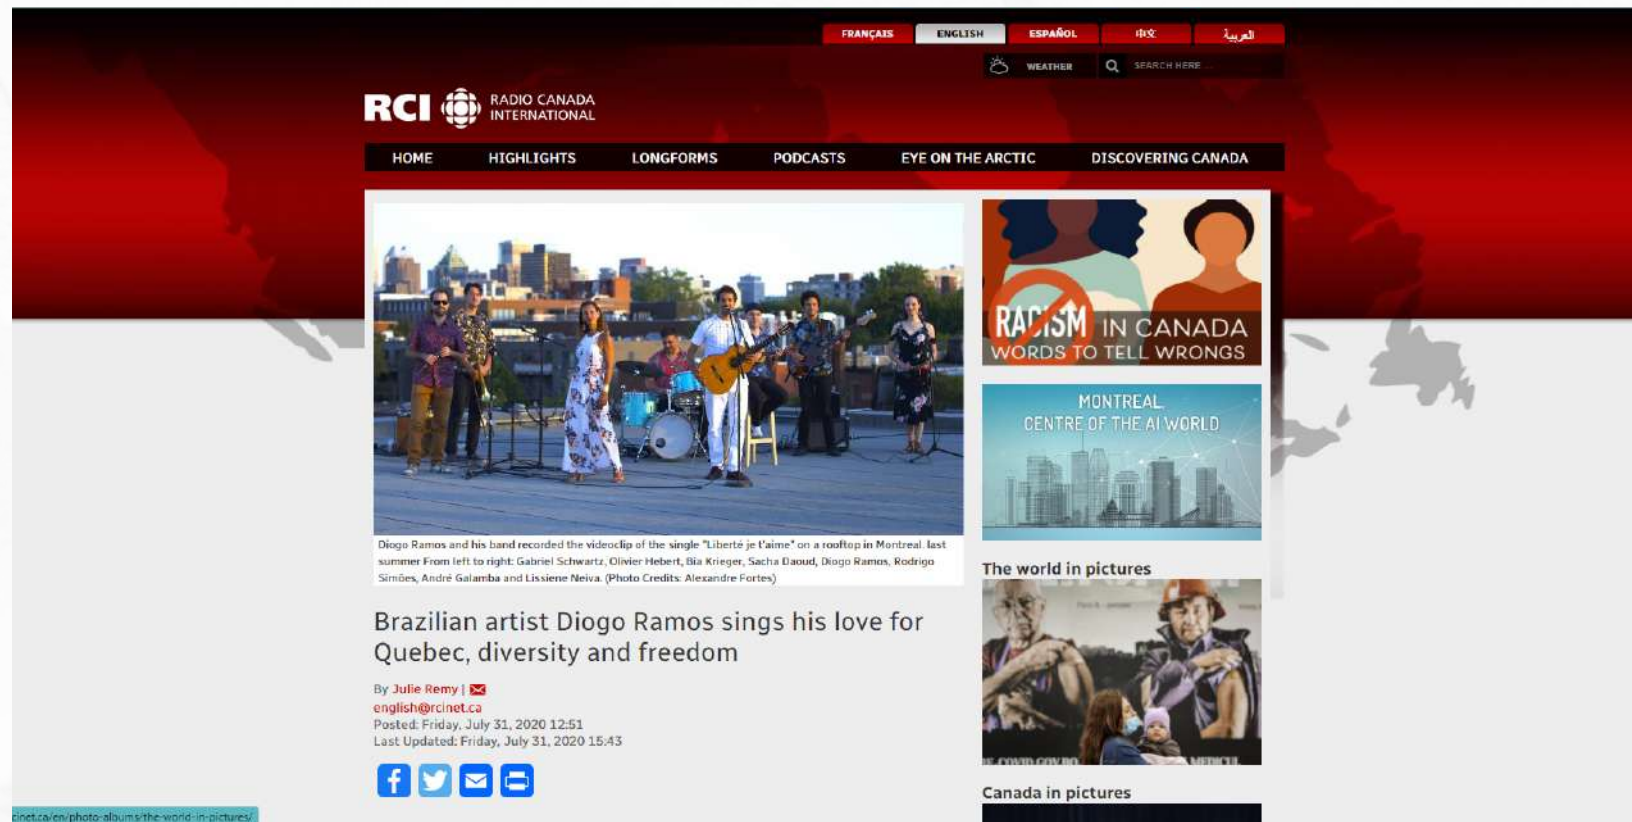 FRANÇAIS
ENGLISH
ESPAÑOL
中文
العربية
WEATHER
SEARCH HERE ...
RCI
RADIO CANADA
INTERNATIONAL
HOME
HIGHLIGHTS
LONGFORMS
PODCASTS
EYE ON THE ARCTIC
DISCOVERING CANADA
Diogo Ramos and his band recorded the videoclip of the single "Liberté je t'aime" on a rooftop in Montreal. last
summer From left to right: Gabriel Schwartz, Olivier Hebert, Bia Krieger, Sacha Daoud, Diogo Ramos, Rodrigo
Simões, André Galamba and Lissiene Neiva. (Photo Credits: Alexandre Fortes)
Brazilian artist Diogo Ramos sings his love for
Quebec, diversity and freedom
By Julie Remy |
english@rcinet.ca
Posted: Friday, July 31, 2020 12:51
Last Updated: Friday, July 31, 2020 15:43
RACISM IN CANADA
WORDS TO TELL WRONGS
MONTREAL,
CENTRE OF THE AI WORLD
The world in pictures
Canada in pictures
cinet.ca/en/photo-albums/the-world-in-pictures/